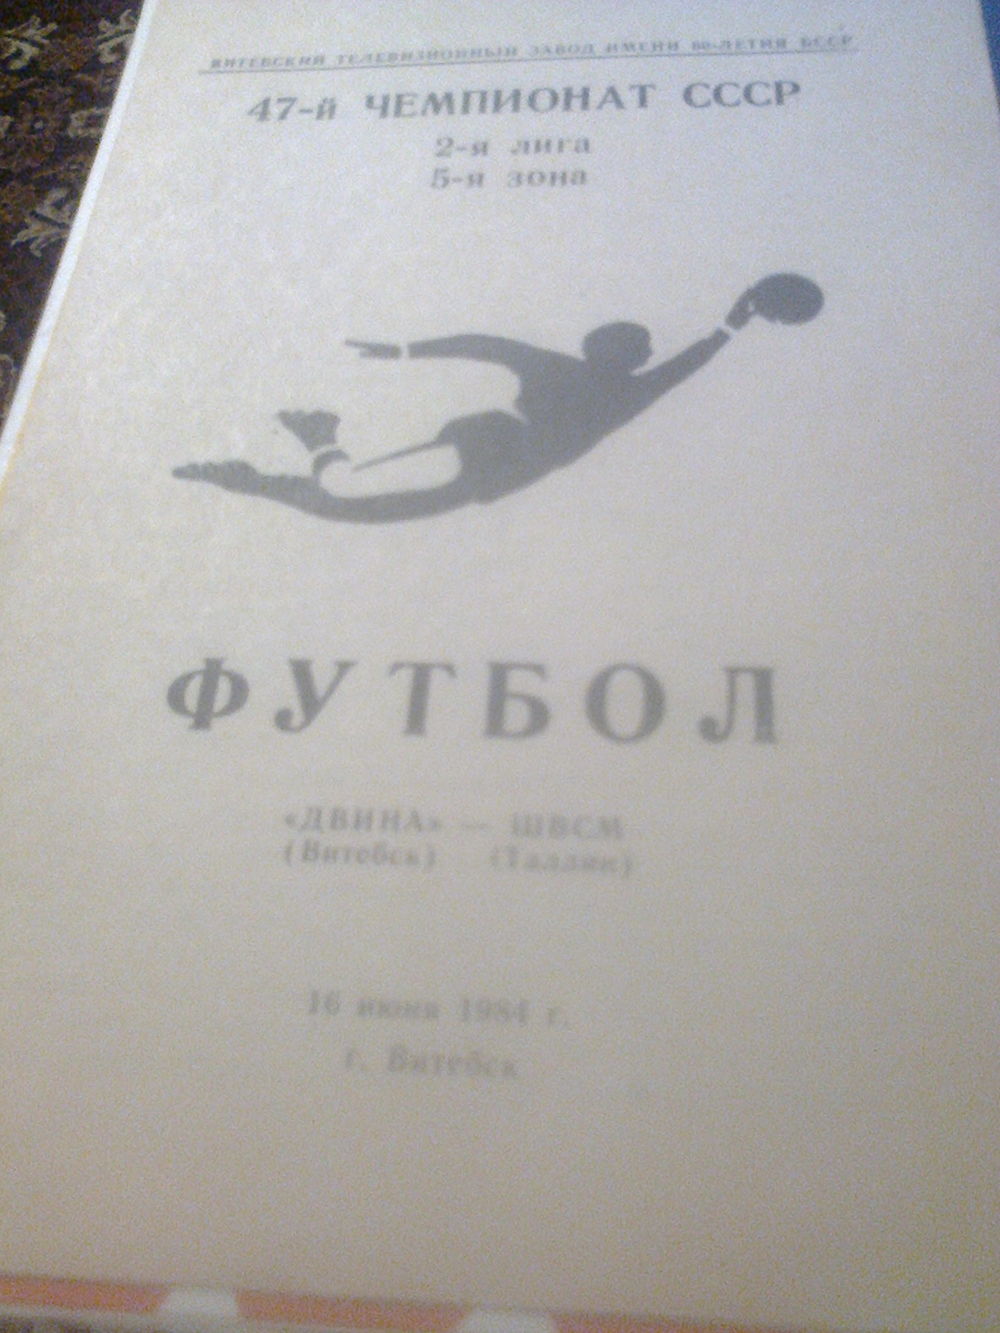 ВИТЕБСКИЙ ТЕЛЕВИЗИОННЫЙ ЗАВОД ИМЕНИ 60-ЛЕТИЯ БССР
47-й ЧЕМПИОНАТ СССР
2-я лига
5-я зона
ФУТБОЛ
«ДВИНА» — ШВСМ
(Витебск) (Таллин)
16 июня 1984 г.
г. Витебск